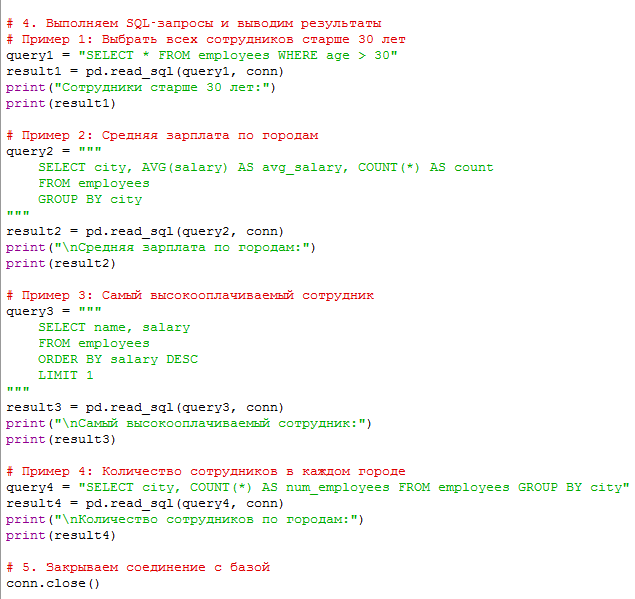 # 4. Выполняем SQL-запросы и выводим результаты
# Пример 1: Выбрать всех сотрудников старше 30 лет
query1 = "SELECT * FROM employees WHERE age > 30"
result1 = pd.read_sql(query1, conn)
print("Сотрудники старше 30 лет:")
print(result1)

# Пример 2: Средняя зарплата по городам
query2 = """
    SELECT city, AVG(salary) AS avg_salary, COUNT(*) AS count
    FROM employees
    GROUP BY city
"""
result2 = pd.read_sql(query2, conn)
print("\nСредняя зарплата по городам:")
print(result2)

# Пример 3: Самый высокооплачиваемый сотрудник
query3 = """
    SELECT name, salary
    FROM employees
    ORDER BY salary DESC
    LIMIT 1
"""
result3 = pd.read_sql(query3, conn)
print("\nСамый высокооплачиваемый сотрудник:")
print(result3)

# Пример 4: Количество сотрудников в каждом городе
query4 = "SELECT city, COUNT(*) AS num_employees FROM employees GROUP BY city"
result4 = pd.read_sql(query4, conn)
print("\nКоличество сотрудников по городам:")
print(result4)

# 5. Закрываем соединение с базой
conn.close()